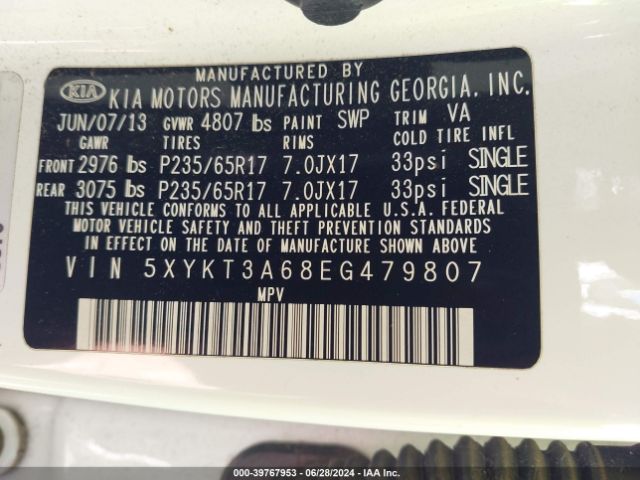 MANUFACTURED BY
KIA KIA MOTORS MANUFACTURING GEORGIA, INC.
JUN/07/13 GVWR 4807 lbs PAINT SWP TRIM VA
GAWR TIRES RIMS COLD TIRE INFL
FRONT 2976 lbs P235/65R17 7.0JX17 33psi SINGLE
REAR 3075 lbs P235/65R17 7.0JX17 33psi SINGLE
THIS VEHICLE CONFORMS TO ALL APPLICABLE U.S.A. FEDERAL
MOTOR VEHICLE SAFETY BUMPER, AND THEFT PREVENTION STANDARDS
IN EFFECT ON THE DATE OF MANUFACTURE SHOWN ABOVE.
VIN 5XYKT3A68EG479807
MPV
000-39767953 | 06/28/2024 - IAA Inc.